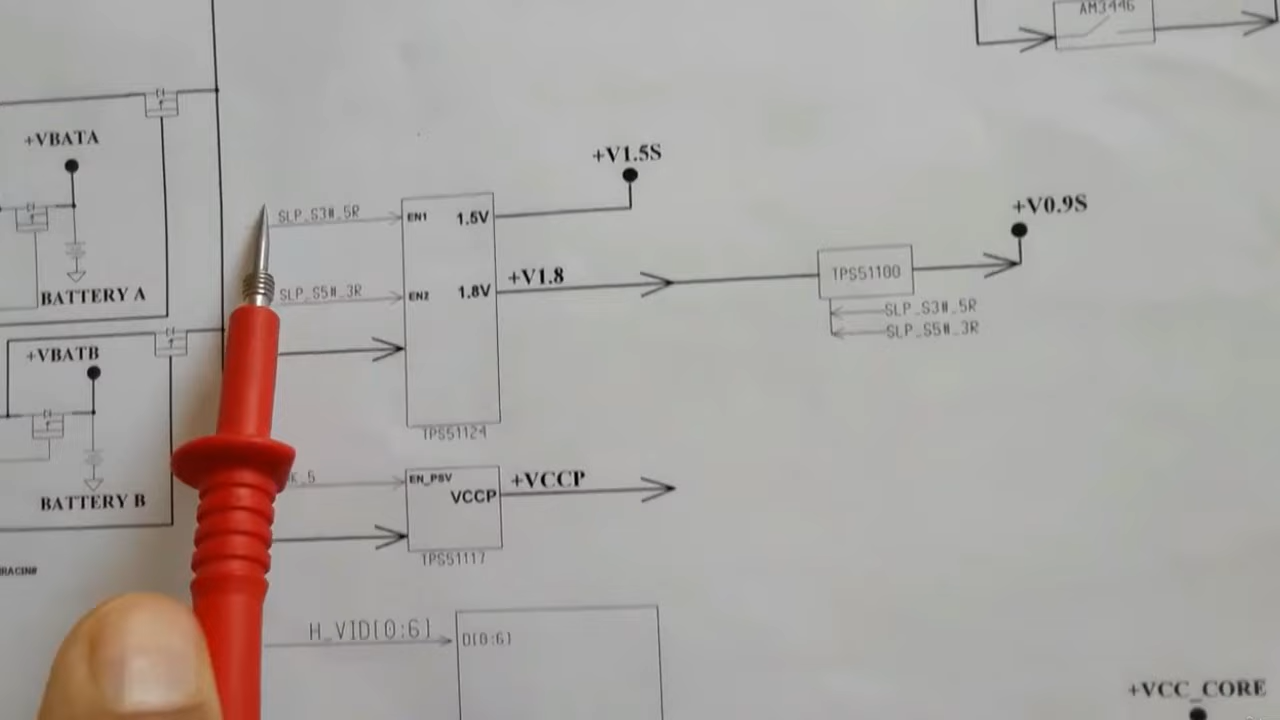 AM3446
+VBATA
BATTERY A
+VBATB
BATTERY B
SLP_S3#_5R
EN1
1.5V
+V1.5S
SLP_S5#_3R
EN2
1.8V
+V1.8
TPS51124
TPS51100
+V0.9S
SLP_S3#_5R
SLP_S5#_3R
EN_PSV
VCCP
+VCCP
TPS51117
H_VID[0:6]
D[0:6]
+VCC_CORE